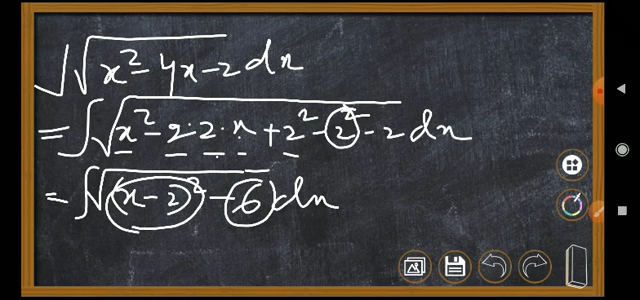 ∫√x²-4x-2 dx
=∫√x²-2·2·x+2²-2²-2 dx
=∫√(x-2)²-6 dx